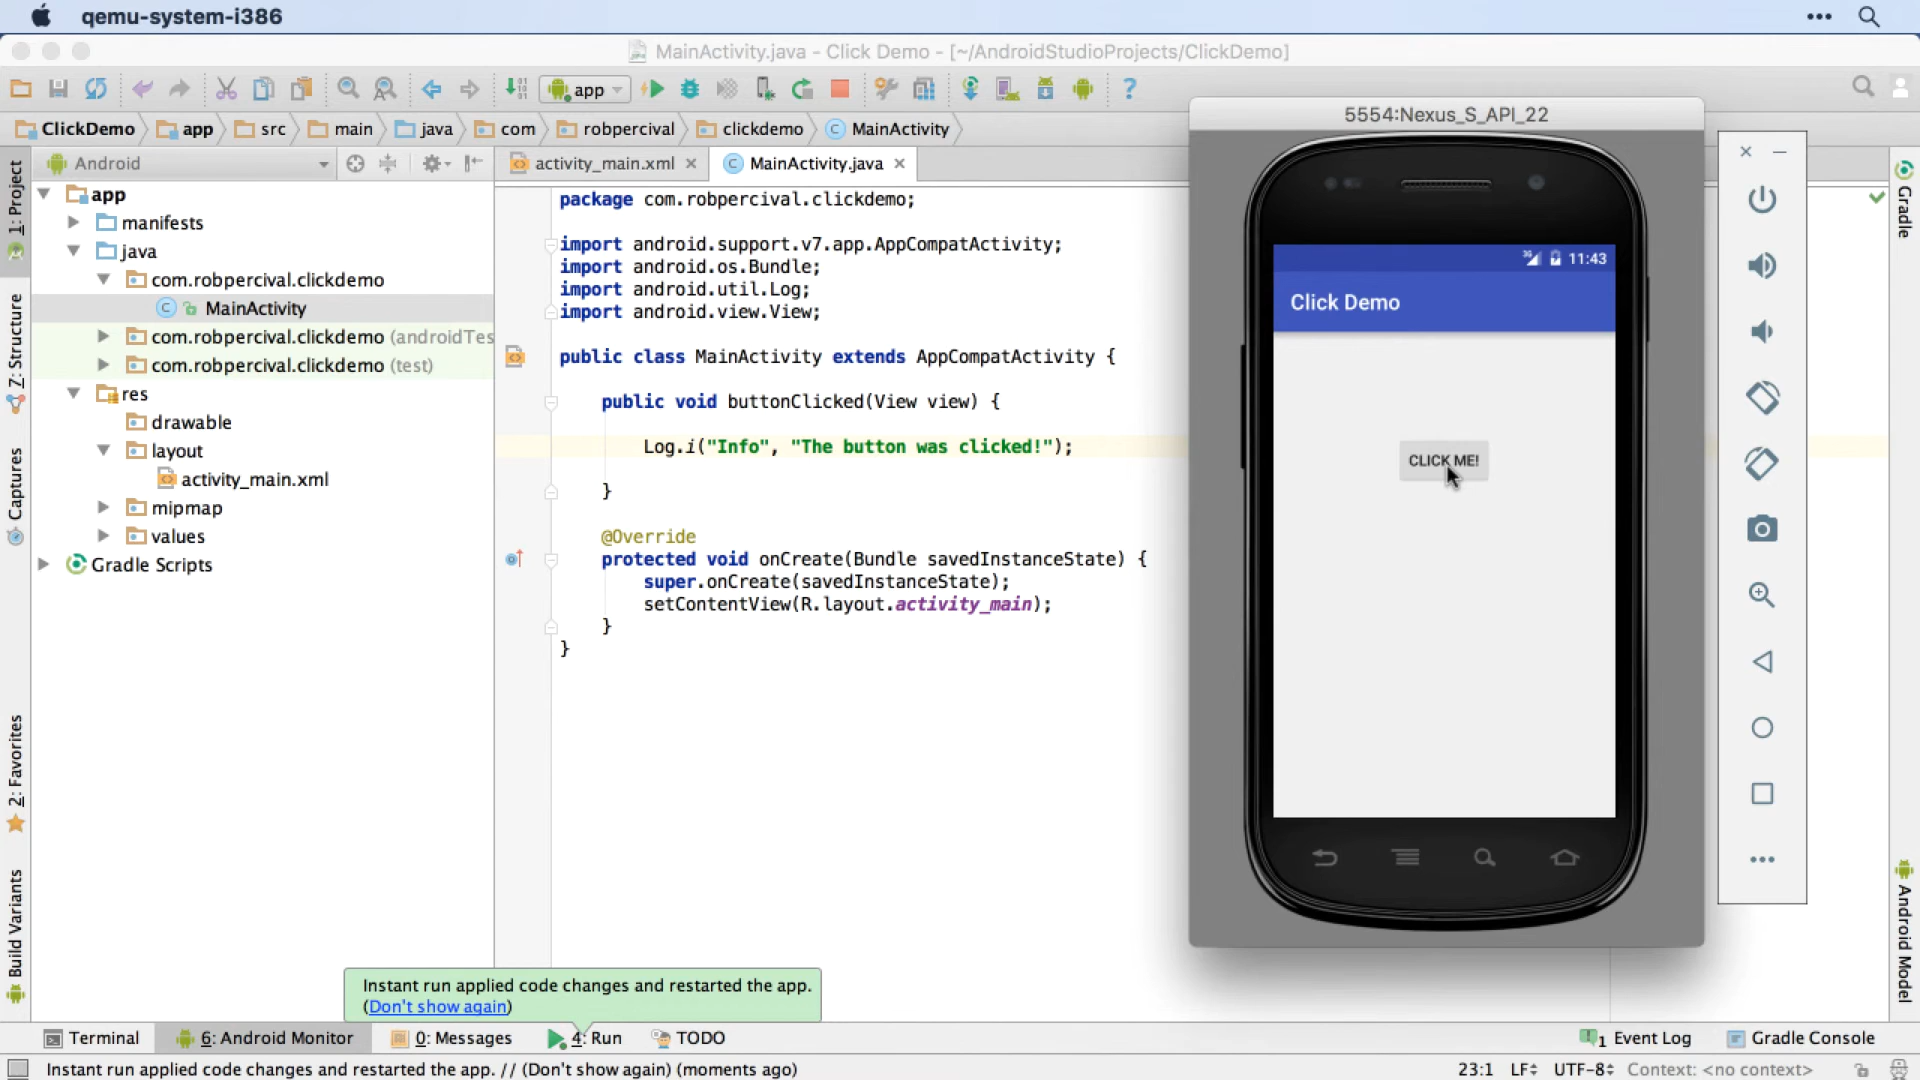 qemu-system-i386
MainActivity.java - Click Demo - [~/AndroidStudioProjects/ClickDemo]
app
ClickDemo app src main java com robpercival clickdemo MainActivity
5554:Nexus_S_API_22
1: Project
Z: Structure
Captures
2: Favorites
Build Variants
Android
app
manifests
java
com.robpercival.clickdemo
MainActivity
com.robpercival.clickdemo (androidTes
com.robpercival.clickdemo (test)
res
drawable
layout
activity_main.xml
mipmap
values
Gradle Scripts
activity_main.xml MainActivity.java
package com.robpercival.clickdemo;
import android.support.v7.app.AppCompatActivity;
import android.os.Bundle;
import android.util.Log;
import android.view.View;
public class MainActivity extends AppCompatActivity {
public void buttonClicked(View view) {
Log.i("Info", "The button was clicked!");
}
@Override
protected void onCreate(Bundle savedInstanceState) {
super.onCreate(savedInstanceState);
setContentView(R.layout.activity_main);
}
}
11:43
Click Demo
CLICK ME!
Gradle
Android Model
Instant run applied code changes and restarted the app.
(Don't show again)
Terminal 6: Android Monitor 0: Messages 4: Run TODO 1 Event Log Gradle Console
Instant run applied code changes and restarted the app. // (Don't show again) (moments ago) 23:1 LF UTF-8 Context: <no context>